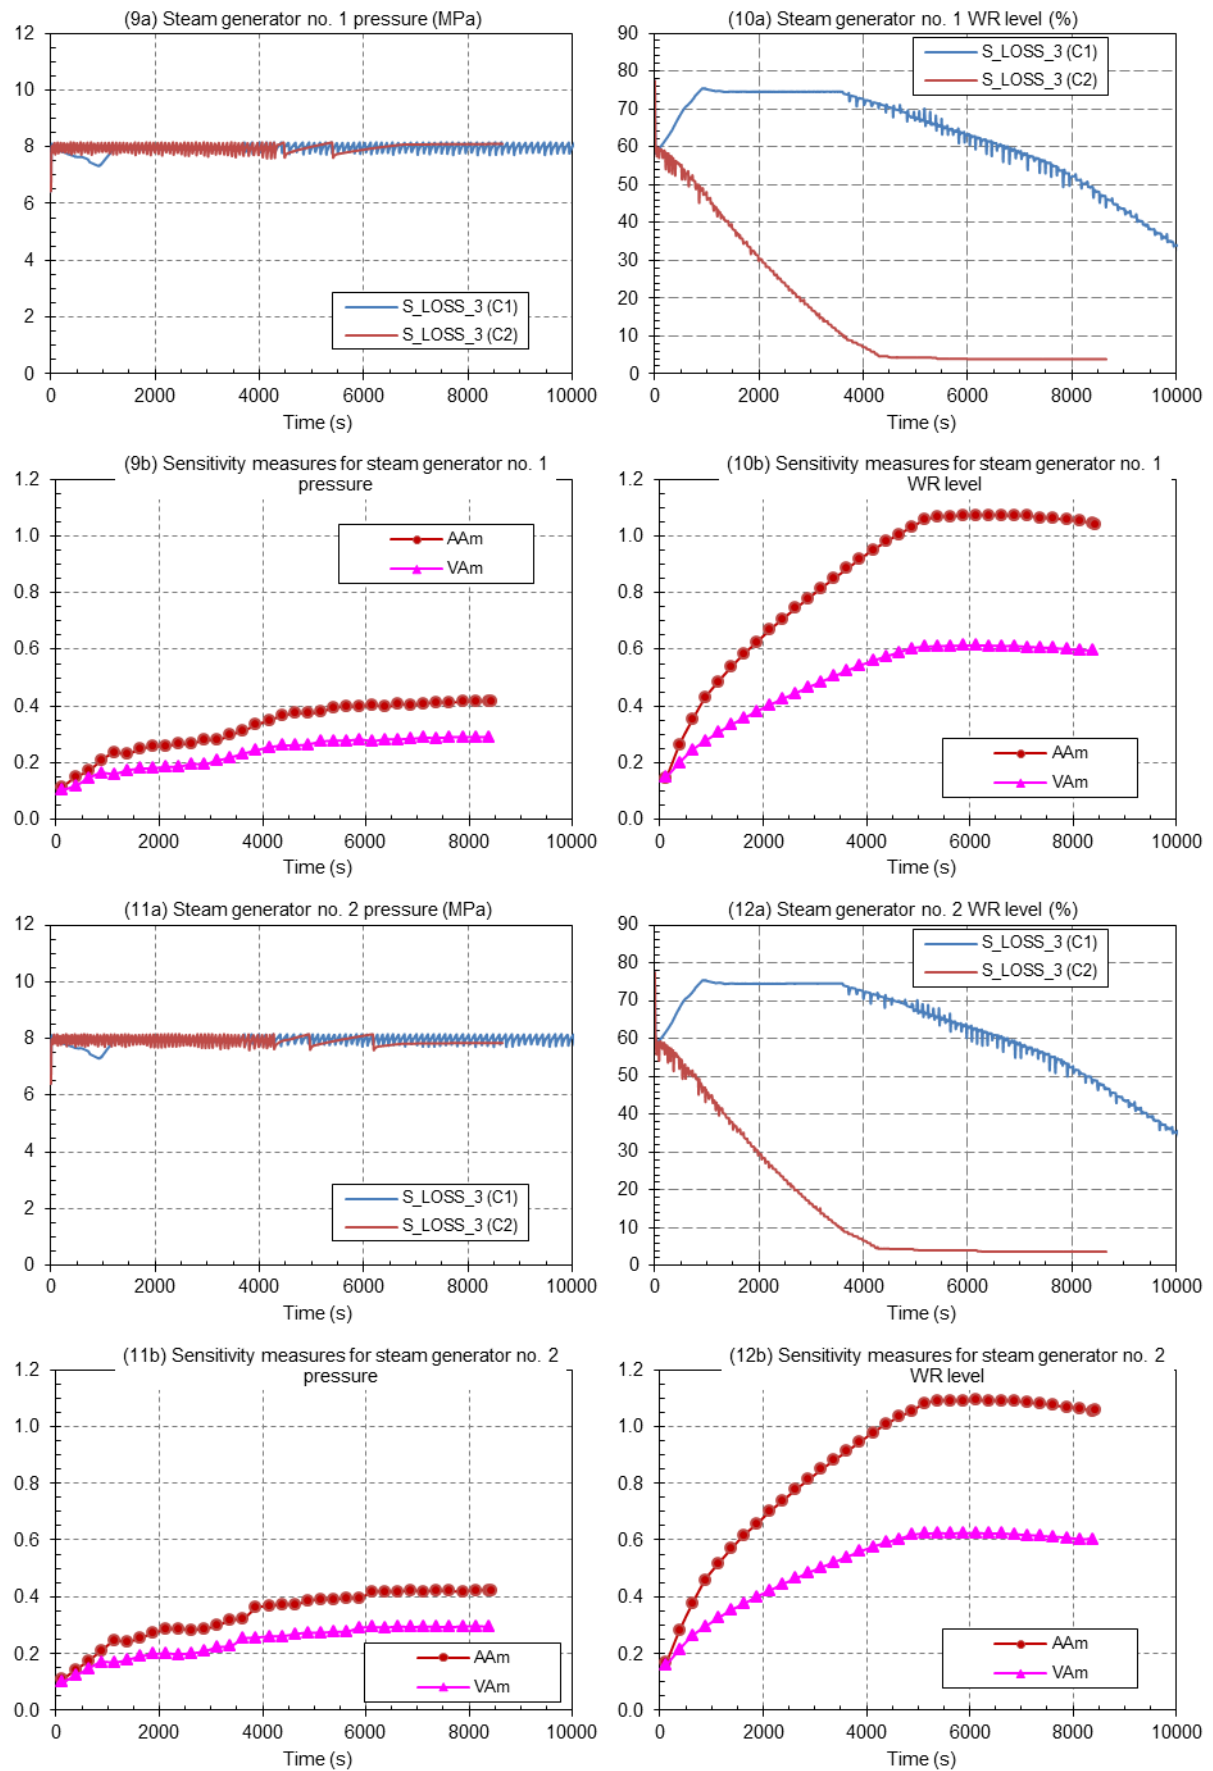 (9a) Steam generator no. 1 pressure (MPa)
12
10
8
6
4
2
0
S_LOSS_3 (C1)
S_LOSS_3 (C2)
0 2000 4000 6000 8000 10000
Time (s)
(10a) Steam generator no. 1 WR level (%)
90
80
70
60
50
40
30
20
10
0
S_LOSS_3 (C1)
S_LOSS_3 (C2)
0 2000 4000 6000 8000 10000
Time (s)
(9b) Sensitivity measures for steam generator no. 1
pressure
1.2
1.0
0.8
0.6
0.4
0.2
0.0
AAm
VAm
0 2000 4000 6000 8000 10000
Time (s)
(10b) Sensitivity measures for steam generator no. 1
WR level
1.2
1.0
0.8
0.6
0.4
0.2
0.0
AAm
VAm
0 2000 4000 6000 8000 10000
Time (s)
(11a) Steam generator no. 2 pressure (MPa)
12
10
8
6
4
2
0
S_LOSS_3 (C1)
S_LOSS_3 (C2)
0 2000 4000 6000 8000 10000
Time (s)
(12a) Steam generator no. 2 WR level (%)
90
80
70
60
50
40
30
20
10
0
S_LOSS_3 (C1)
S_LOSS_3 (C2)
0 2000 4000 6000 8000 10000
Time (s)
(11b) Sensitivity measures for steam generator no. 2
pressure
1.2
1.0
0.8
0.6
0.4
0.2
0.0
AAm
VAm
0 2000 4000 6000 8000 10000
Time (s)
(12b) Sensitivity measures for steam generator no. 2
WR level
1.2
1.0
0.8
0.6
0.4
0.2
0.0
AAm
VAm
0 2000 4000 6000 8000 10000
Time (s)